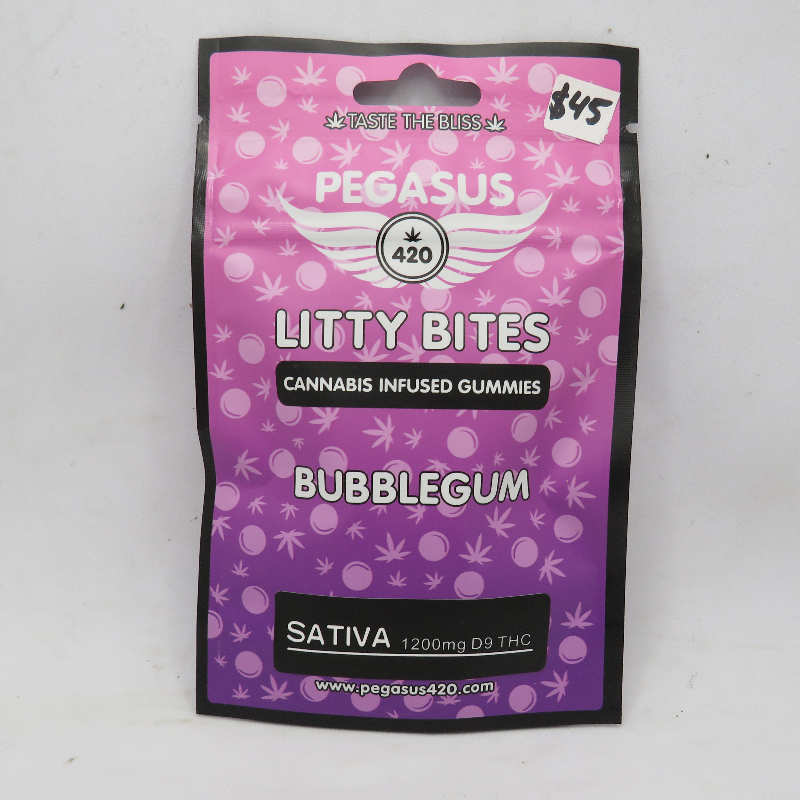 $45
TASTE THE BLISS
PEGASUS
420
LITTY BITES
CANNABIS INFUSED GUMMIES
BUBBLEGUM
SATIVA 1200mg D9 THC
www.pegasus420.com